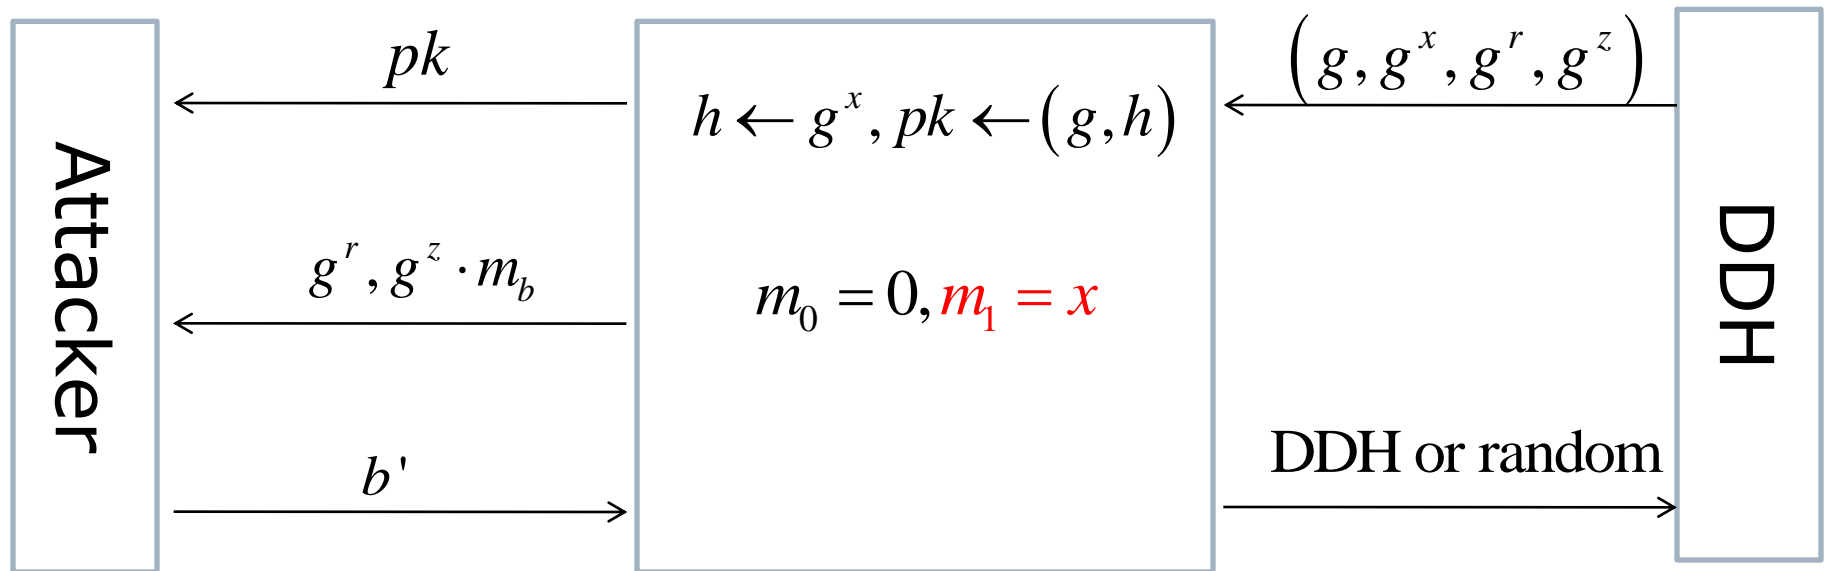 Attacker
pk
g^r, g^z · m_b
b'
h ← g^x, pk ← (g, h)
m_0 = 0, m_1 = x
(g, g^x, g^r, g^z)
DDH or random
DDH